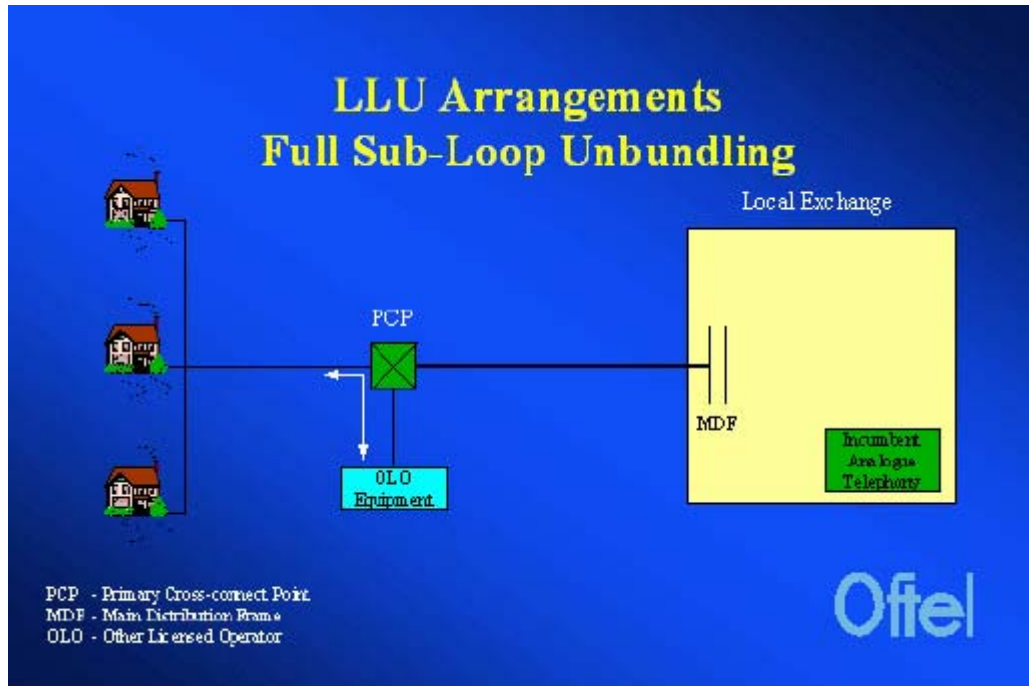 LLU Arrangements
Full Sub-Loop Unbundling
Local Exchange
PCP
MDF
Incumbent
Analogue
Telephony
OLO
Equipment
PCP - Primary Cross-connect Point
MDF - Main Distribution Frame
OLO - Other Licensed Operator
Oftel